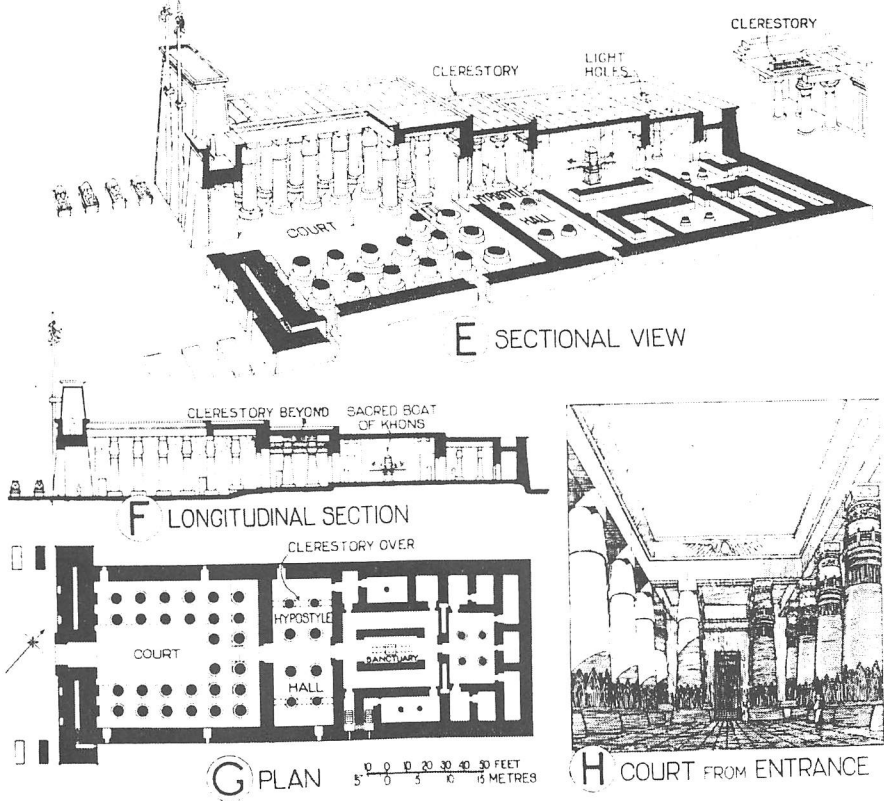 CLERESTORY
CLERESTORY
LIGHT
HOLES
COURT
HYPOSTYLE
HALL
E SECTIONAL VIEW
CLERESTORY BEYOND
SACRED BOAT
OF KHONS
F LONGITUDINAL SECTION
CLERESTORY OVER
HYPOSTYLE
COURT
SANCTUARY
HALL
G PLAN
10 0 10 20 30 40 50 FEET
5 0 5 10 15 METRES
H COURT FROM ENTRANCE